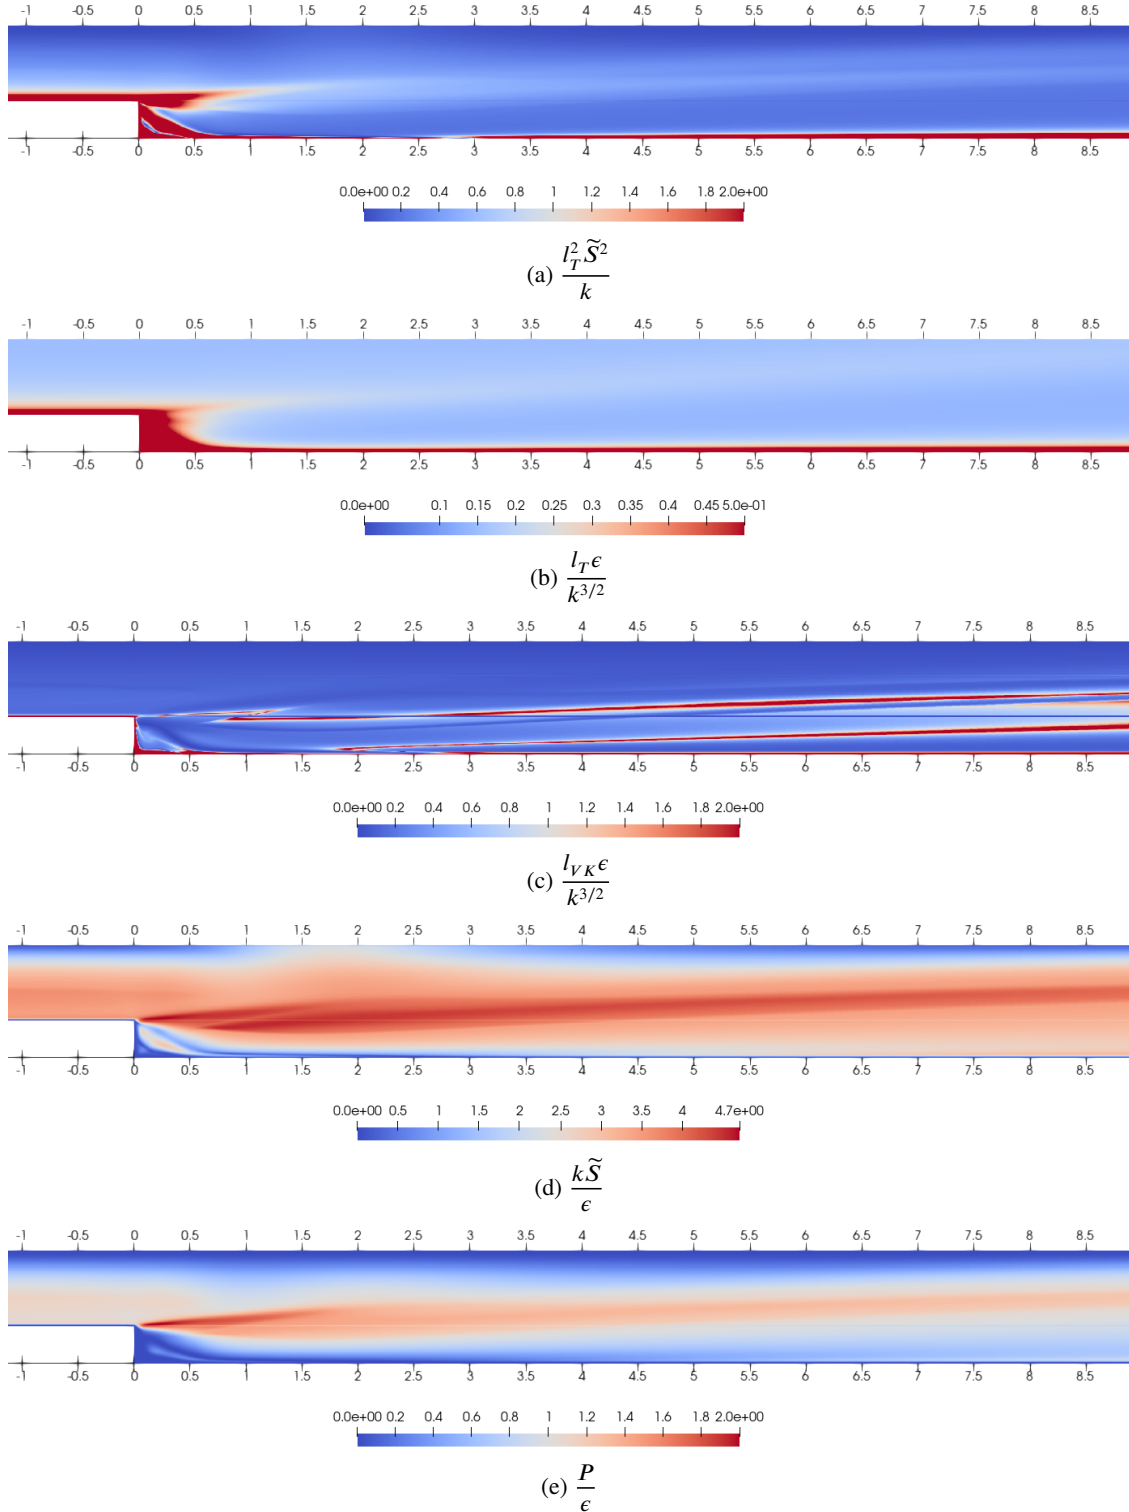 -1 -0.5 0 0.5 1 1.5 2 2.5 3 3.5 4 4.5 5 5.5 6 6.5 7 7.5 8 8.5
-1 -0.5 0.5 1 1.5 2 2.5 3 3.5 4 4.5 5 5.5 6 6.5 7 7.5 8 8.5
0.0e+00 0.2 0.4 0.6 0.8 1 1.2 1.4 1.6 1.8 2.0e+00
(a) \frac{l_T^2 \widetilde{S}^2}{k}
-1 -0.5 0 0.5 1 1.5 2 2.5 3 3.5 4 4.5 5 5.5 6 6.5 7 7.5 8 8.5
-1 -0.5 0.5 1 1.5 2 2.5 3 3.5 4 4.5 5 5.5 6 6.5 7 7.5 8 8.5
0.0e+00 0.1 0.15 0.2 0.25 0.3 0.35 0.4 0.45 5.0e-01
(b) \frac{l_T \epsilon}{k^{3/2}}
-1 -0.5 0 0.5 1 1.5 2 2.5 3 3.5 4 4.5 5 5.5 6 6.5 7 7.5 8 8.5
-1 -0.5 0 0.5 1 1.5 2 2.5 3 3.5 4 4.5 5 5.5 6 6.5 7 7.5 8 8.5
0.0e+00 0.2 0.4 0.6 0.8 1 1.2 1.4 1.6 1.8 2.0e+00
(c) \frac{l_{VK} \epsilon}{k^{3/2}}
-1 -0.5 0 0.5 1 1.5 2 2.5 3 3.5 4 4.5 5 5.5 6 6.5 7 7.5 8 8.5
-1 -0.5 0 0.5 1 1.5 2 2.5 3 3.5 4 4.5 5 5.5 6 6.5 7 7.5 8 8.5
0.0e+00 0.5 1 1.5 2 2.5 3 3.5 4 4.7e+00
(d) \frac{k \widetilde{S}}{\epsilon}
-1 -0.5 0 0.5 1 1.5 2 2.5 3 3.5 4 4.5 5 5.5 6 6.5 7 7.5 8 8.5
-1 -0.5 0 0.5 1 1.5 2 2.5 3 3.5 4 4.5 5 5.5 6 6.5 7 7.5 8 8.5
0.0e+00 0.2 0.4 0.6 0.8 1 1.2 1.4 1.6 1.8 2.0e+00
(e) \frac{P}{\epsilon}